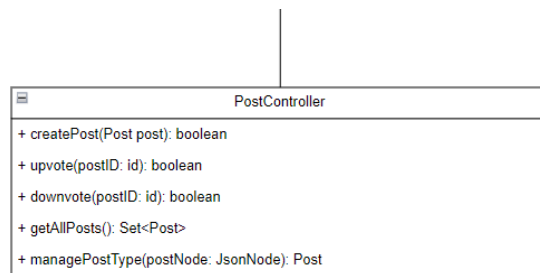 PostController
+ createPost(Post post): boolean
+ upvote(postID: id): boolean
+ downvote(postID: id): boolean
+ getAllPosts(): Set<Post>
+ managePostType(postNode: JsonNode): Post